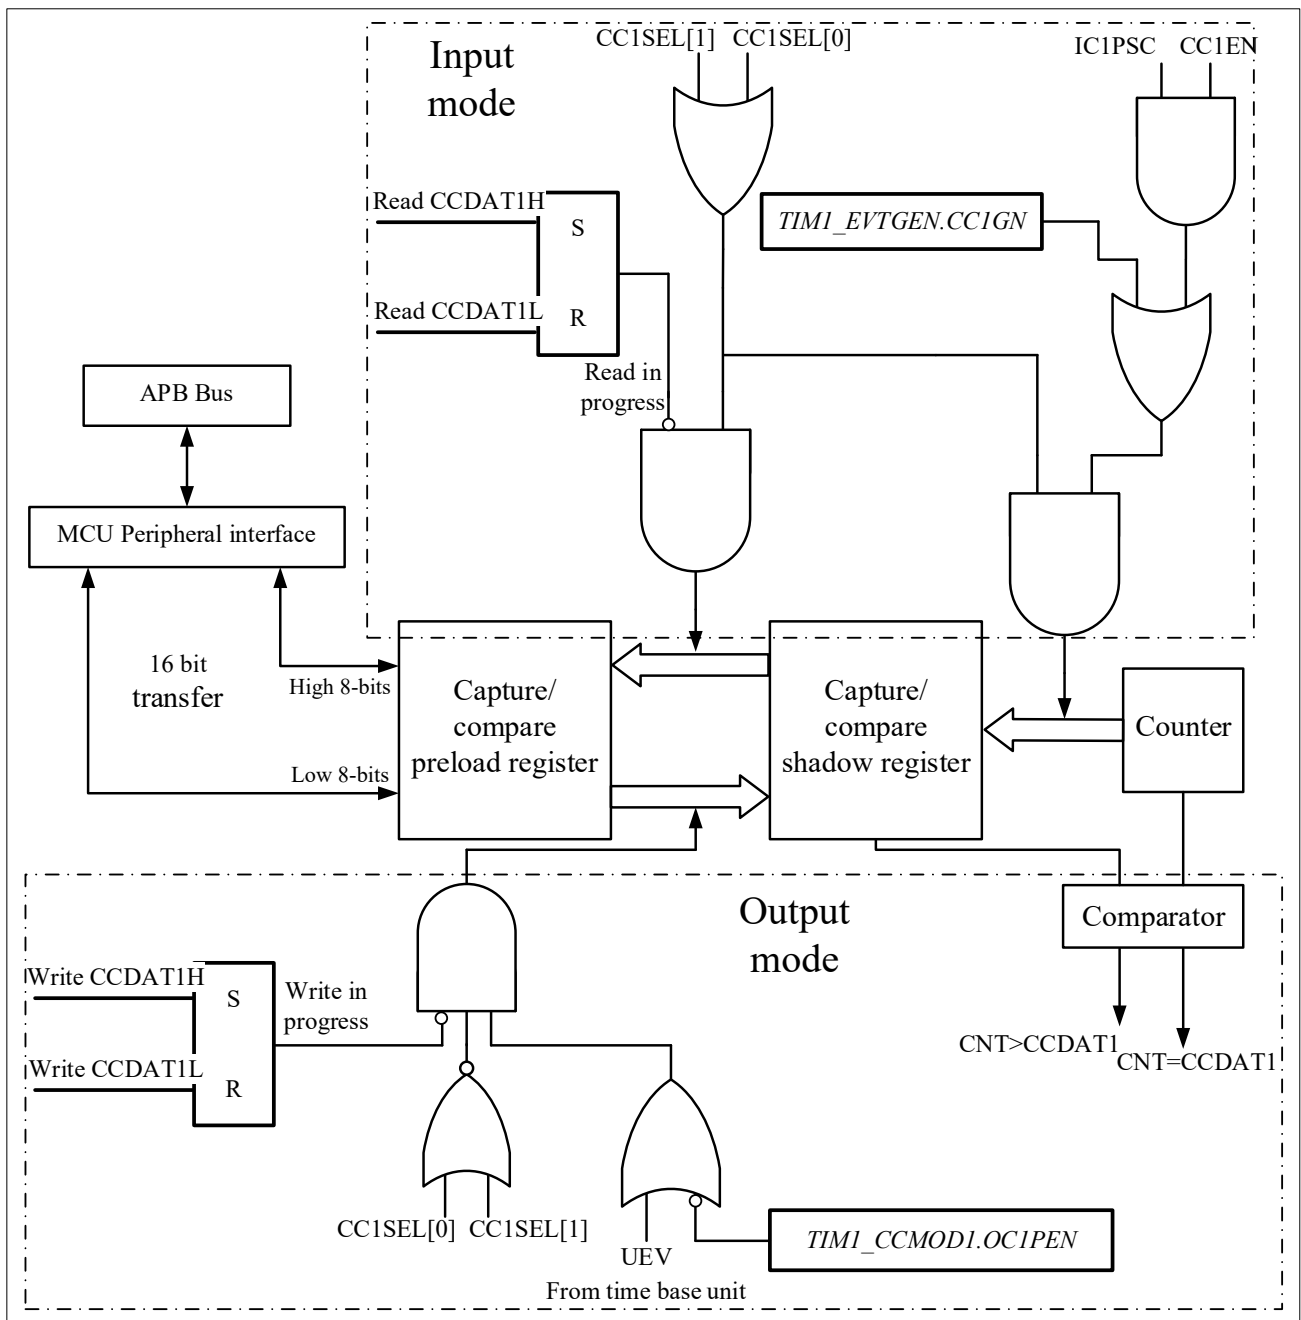 Input
mode
CC1SEL[1] CC1SEL[0]
IC1PSC CC1EN
Read CCDAT1H
S
TIM1_EVTGEN.CC1GN
Read CCDAT1L
R
Read in
progress
APB Bus
MCU Peripheral interface
16 bit
transfer
High 8-bits
Low 8-bits
Capture/
compare
preload register
Capture/
compare
shadow register
Counter
Output
mode
Comparator
Write CCDAT1H
S
Write in
progress
Write CCDAT1L
R
CNT>CCDAT1
CNT=CCDAT1
CC1SEL[0] CC1SEL[1]
UEV
TIM1_CCMOD1.OC1PEN
From time base unit